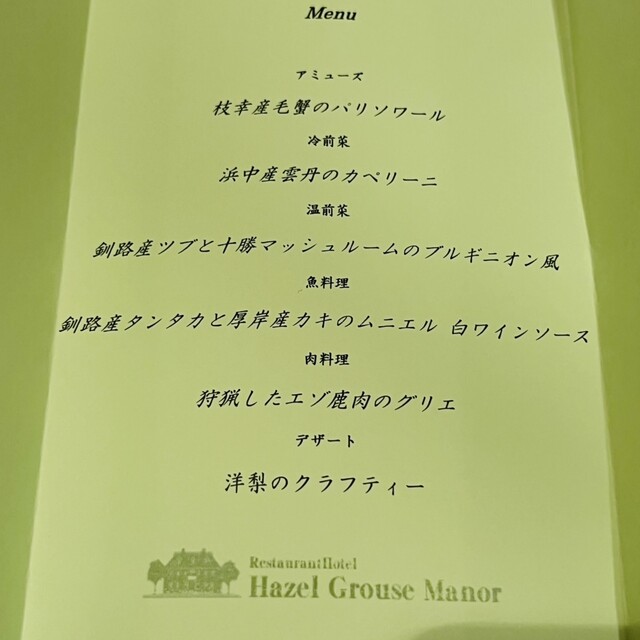 Menu
アミューズ
枝幸産毛蟹のパリソワール
冷前菜
浜中産雲丹のカペリーニ
温前菜
釧路産ツブと十勝マッシュルームのブルギニオン風
魚料理
釧路産タンタカと厚岸産カキのムニエル 白ワインソース
肉料理
狩猟したエゾ鹿肉のグリエ
デザート
洋梨のクラフティー
RestaurantHotel
Hazel Grouse Manor